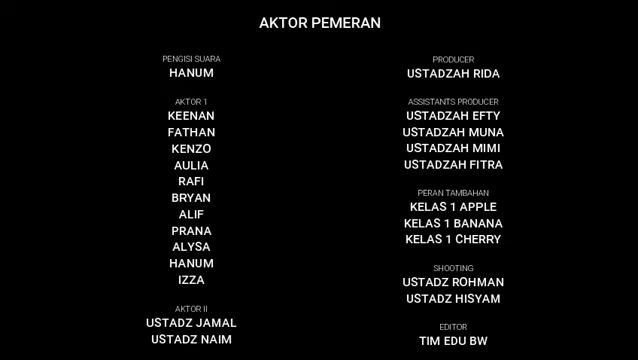 AKTOR PEMERAN
PENGISI SUARA
HANUM
AKTOR 1
KEENAN
FATHAN
KENZO
AULIA
RAFI
BRYAN
ALIF
PRANA
ALYSA
HANUM
IZZA
AKTOR II
USTADZ JAMAL
USTADZ NAIM
PRODUCER
USTADZAH RIDA
ASSISTANTS PRODUCER
USTADZAH EFTY
USTADZAH MUNA
USTADZAH MIMI
USTADZAH FITRA
PERAN TAMBAHAN
KELAS 1 APPLE
KELAS 1 BANANA
KELAS 1 CHERRY
SHOOTING
USTADZ ROHMAN
USTADZ HISYAM
EDITOR
TIM EDU BW